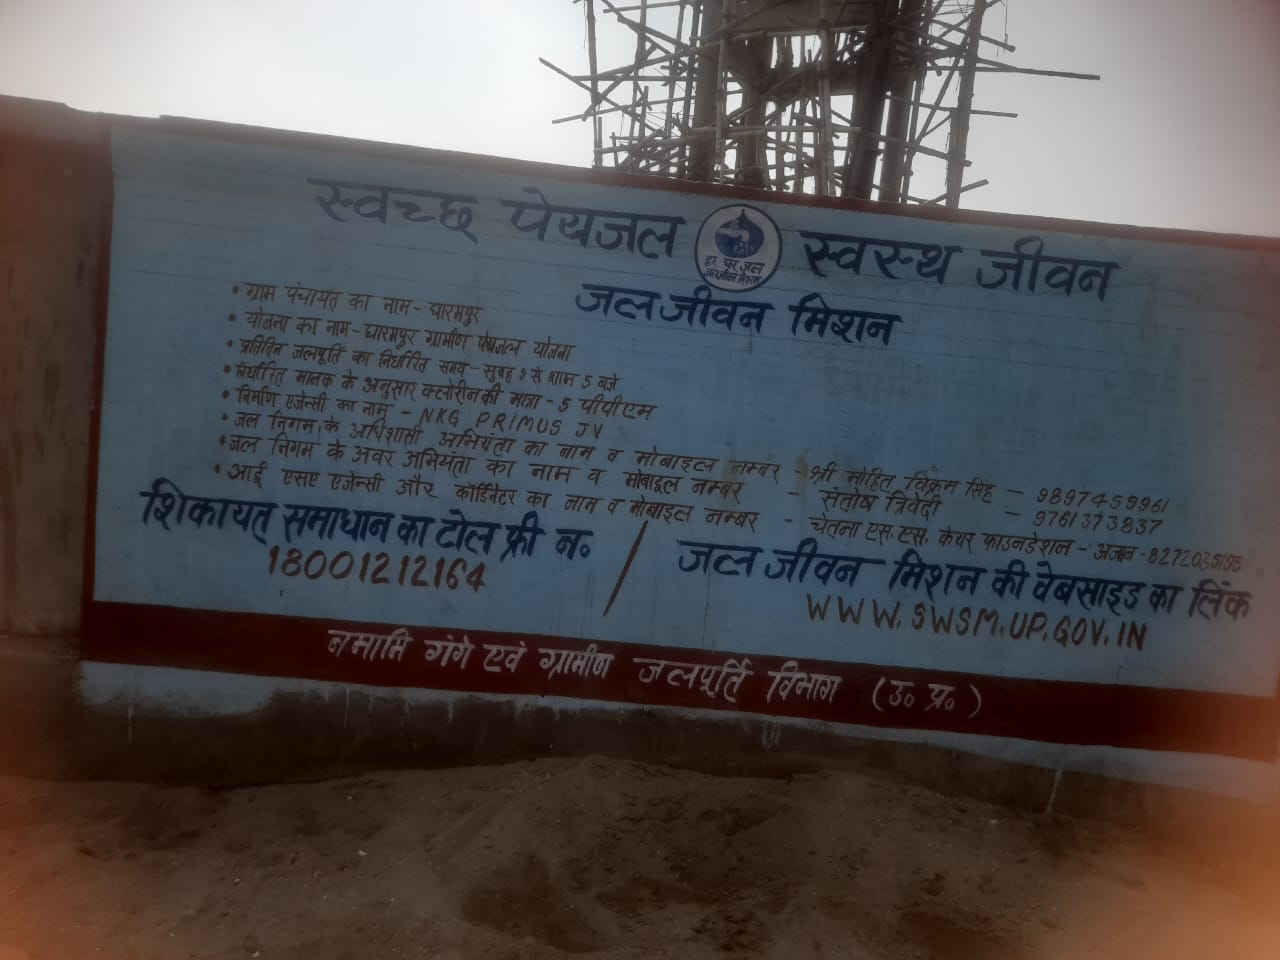 स्वच्छ पेयजल स्वस्थ जीवन
हर घर जल
जल जीवन मिशन
जल जीवन मिशन
• ग्राम पंचायत का नाम - घारमपुर
• योजना का नाम - घारमपुर ग्रामीण पेयजल योजना
• प्रतिदिन जलपूर्ति का निर्धारित समय - सुबह 9 से शाम 5 बजे
• निर्धारित मानक के अनुसार क्लोरीन की मात्रा - 5 पीपीएम
• निर्माण एजेन्सी का नाम - NKG PRIMUS JV
• जल निगम के अधिशासी अभियंता का नाम व मोबाइल नम्बर - श्री मोहित विक्रम सिंह - 9897459961
• जल निगम के अवर अभियंता का नाम व मोबाइल नम्बर - संतोष त्रिवेदी - 9761373837
• आई एसए एजेन्सी और कॉर्डिनेटर का नाम व मोबाइल नम्बर - चेतना एस. एस. केयर फाउनडेशन - अजान - 8272035193
शिकायत समाधान का टोल फ्री नं० / जल जीवन मिशन की वेबसाइड का लिंक
18001212164 WWW.SWSM.UP.GOV.IN
नमामि गंगे एवं ग्रामीण जलपूर्ति विभाग (उ० प्र०)